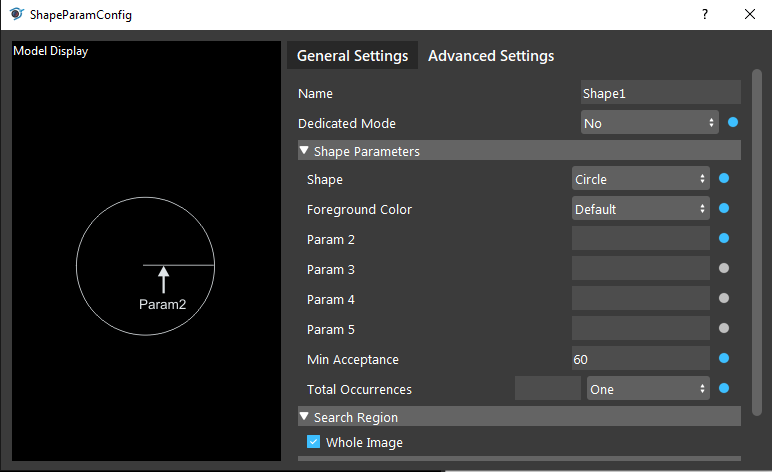 ShapeParamConfig
?
Model Display
Param2
General Settings
Advanced Settings
Name
Shape1
Dedicated Mode
No
Shape Parameters
Shape
Circle
Foreground Color
Default
Param 2
Param 3
Param 4
Param 5
Min Acceptance
60
Total Occurrences
One
Search Region
Whole Image